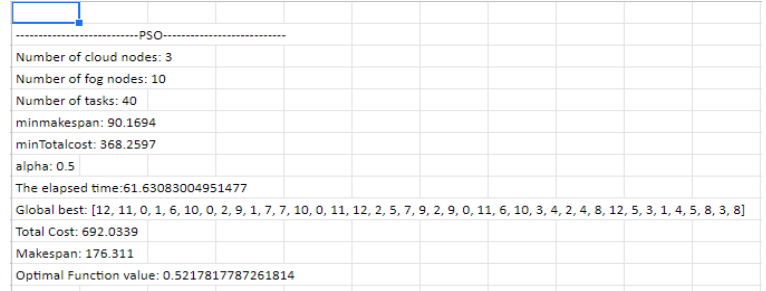 ---------------------------PSO---------------------------
Number of cloud nodes: 3
Number of fog nodes: 10
Number of tasks: 40
minmakespan: 90.1694
minTotalcost: 368.2597
alpha: 0.5
The elapsed time:61.63083004951477
Global best: [12, 11, 0, 1, 6, 10, 0, 2, 9, 1, 7, 7, 10, 0, 11, 12, 2, 5, 7, 9, 2, 9, 0, 11, 6, 10, 3, 4, 2, 4, 8, 12, 5, 3, 1, 4, 5, 8, 3, 8]
Total Cost: 692.0339
Makespan: 176.311
Optimal Function value: 0.5217817787261814